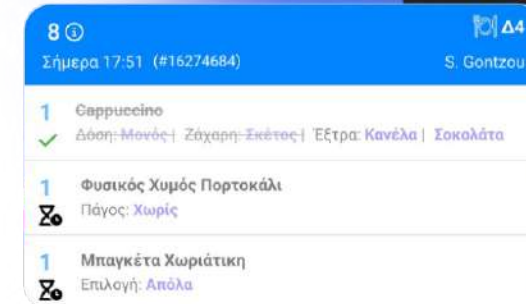 8 Δ4
Σήμερα 17:51 (#16274684) S. Gontzou
1 Cappuccino
Δόση: Μονός | Ζάχαρη: Σκέτος | Έξτρα: Κανέλα | Σοκολάτα
1 Φυσικός Χυμός Πορτοκάλι
Πάγος: Χωρίς
1 Μπαγκέτα Χωριάτικη
Επιλογή: Απόλα